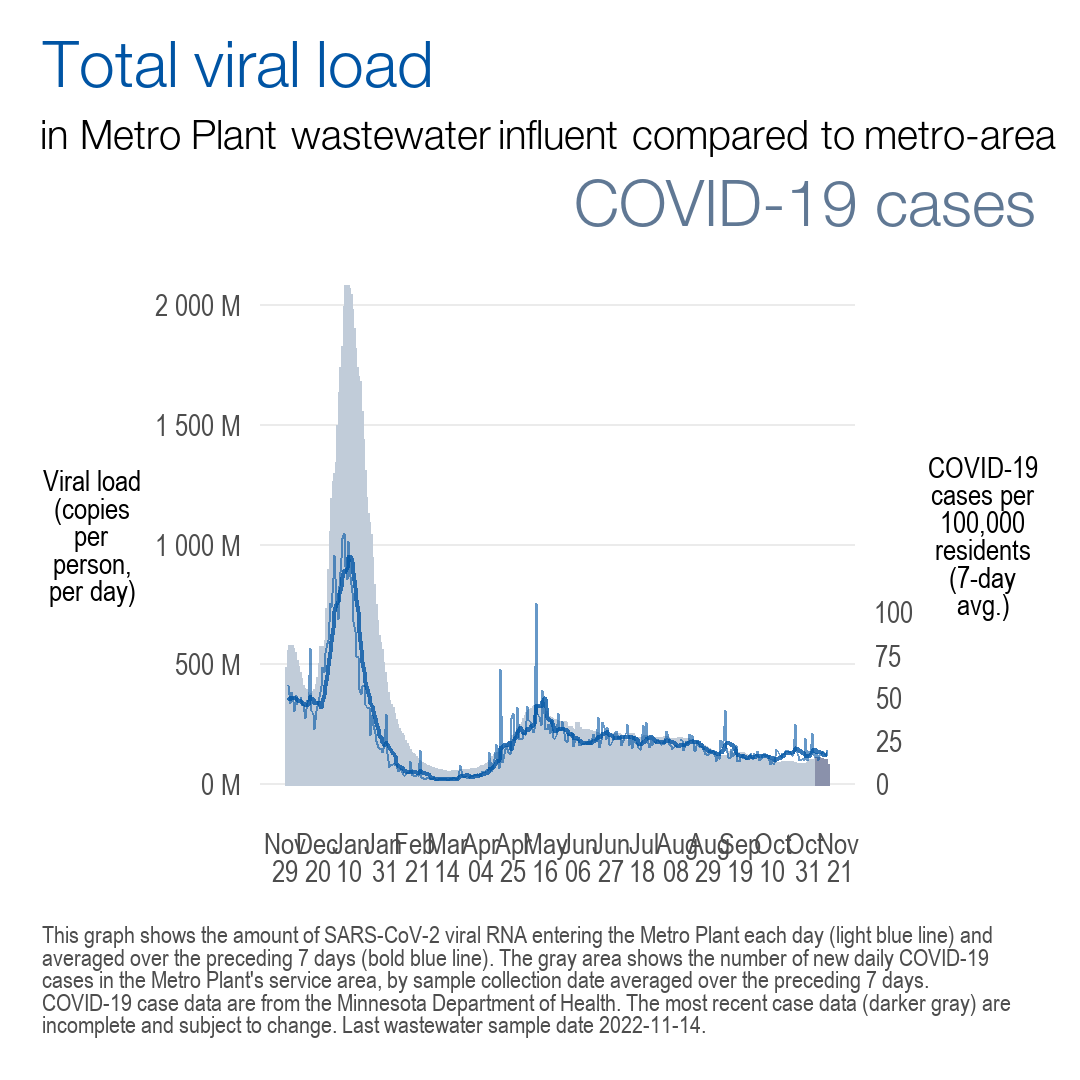 Total viral load
in Metro Plant wastewater influent compared to metro-area
COVID-19 cases
2 000 M
1 500 M
1 000 M
500 M
0 M
Viral load
(copies
per
person,
per day)
COVID-19
cases per
100,000
residents
(7-day
avg.)
100
75
50
25
0
Nov Dec Jan Jan Feb Mar Apr Apr May Jun Jun Jul Aug Aug Sep Oct Oct Nov
29 20 10 31 21 14 04 25 16 06 27 18 08 29 19 10 31 21
This graph shows the amount of SARS-CoV-2 viral RNA entering the Metro Plant each day (light blue line) and
averaged over the preceding 7 days (bold blue line). The gray area shows the number of new daily COVID-19
cases in the Metro Plant's service area, by sample collection date averaged over the preceding 7 days.
COVID-19 case data are from the Minnesota Department of Health. The most recent case data (darker gray) are
incomplete and subject to change. Last wastewater sample date 2022-11-14.